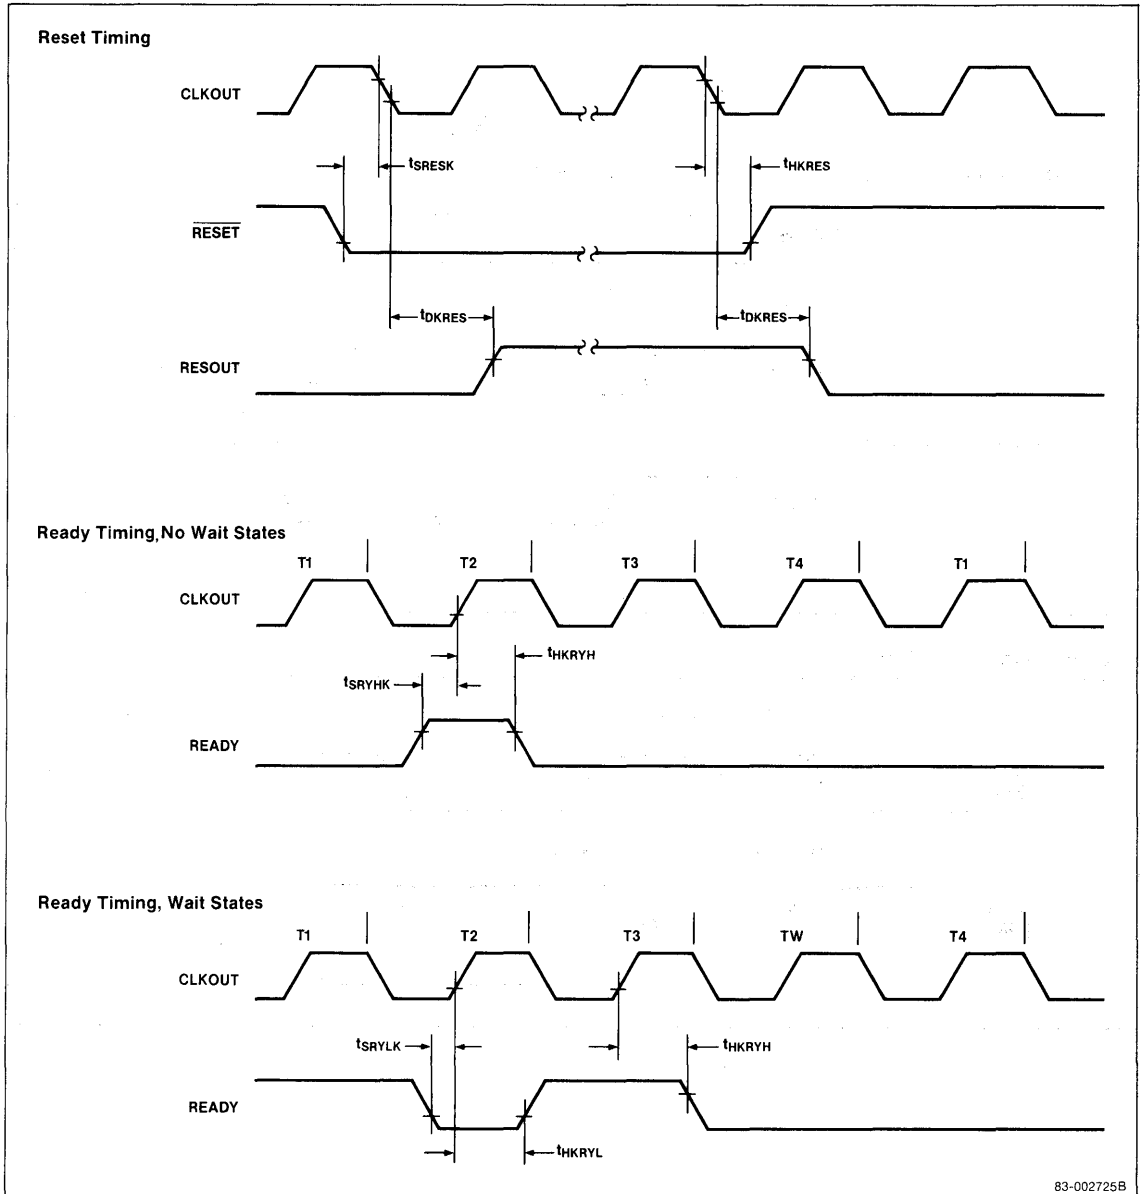 Reset Timing
CLKOUT
tSRESK
tHKRES
RESET
tDKRES
tDKRES
RESOUT
Ready Timing, No Wait States
T1 T2 T3 T4 T1
CLKOUT
tHKRYH
tSRYHK
READY
Ready Timing, Wait States
T1 T2 T3 TW T4
CLKOUT
tSRYLK
tHKRYH
READY
tHKRYL
83-002725B